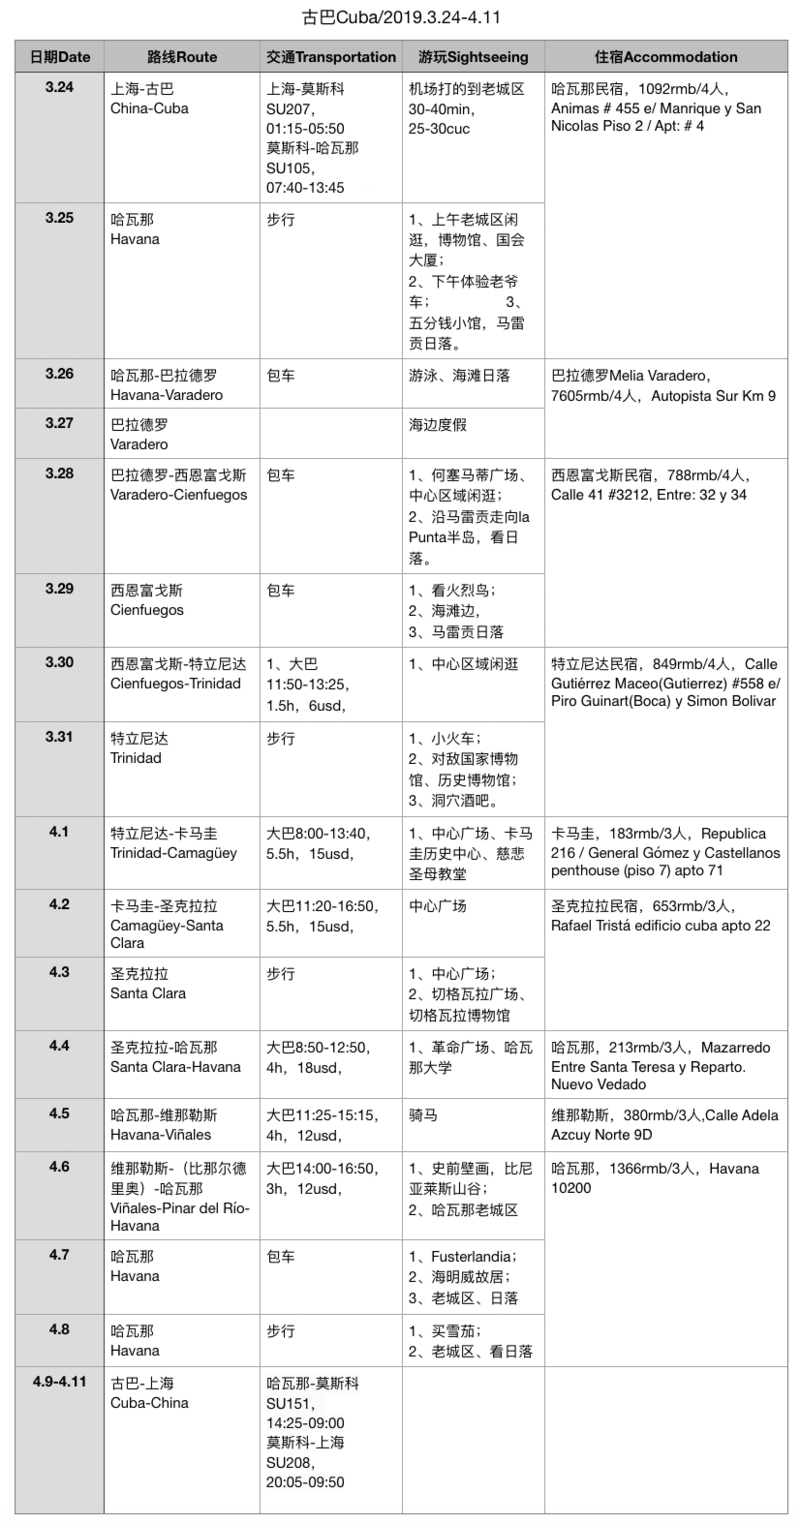 古巴Cuba/2019.3.24-4.11
日期Date
路线Route
交通Transportation
游玩Sightseeing
住宿Accommodation
3.24
上海-古巴
China-Cuba
上海-莫斯科
SU207,
01:15-05:50
莫斯科-哈瓦那
SU105,
07:40-13:45
机场打的到老城区
30-40min,
25-30cuc
哈瓦那民宿，1092rmb/4人，
Animas # 455 e/ Manrique y San
Nicolas Piso 2 / Apt: # 4
3.25
哈瓦那
Havana
步行
1、上午老城区闲
逛，博物馆、国会
大厦；
2、下午体验老爷
车； 3、
五分钱小馆，马雷
贡日落。
3.26
哈瓦那-巴拉德罗
Havana-Varadero
包车
游泳、海滩日落
巴拉德罗Melia Varadero，
7605rmb/4人，Autopista Sur Km 9
3.27
巴拉德罗
Varadero
海边度假
3.28
巴拉德罗-西恩富戈斯
Varadero-Cienfuegos
包车
1、何塞马蒂广场、
中心区域闲逛；
2、沿马雷贡走向la
Punta半岛，看日
落。
西恩富戈斯民宿，788rmb/4人，
Calle 41 #3212, Entre: 32 y 34
3.29
西恩富戈斯
Cienfuegos
包车
1、看火烈鸟；
2、海滩边，
3、马雷贡日落
3.30
西恩富戈斯-特立尼达
Cienfuegos-Trinidad
1、大巴
11:50-13:25，
1.5h，6usd，
1、中心区域闲逛
特立尼达民宿，849rmb/4人，Calle
Gutiérrez Maceo(Gutierrez) #558 e/
Piro Guinart(Boca) y Simon Bolivar
3.31
特立尼达
Trinidad
步行
1、小火车；
2、对敌国家博物
馆、历史博物馆；
3、洞穴酒吧。
4.1
特立尼达-卡马圭
Trinidad-Camagüey
大巴8:00-13:40，
5.5h，15usd，
1、中心广场、卡马
圭历史中心、慈悲
圣母教堂
卡马圭，183rmb/3人，Republica
216 / General Gómez y Castellanos
penthouse (piso 7) apto 71
4.2
卡马圭-圣克拉拉
Camagüey-Santa
Clara
大巴11:20-16:50，
5.5h，15usd，
中心广场
圣克拉拉民宿，653rmb/3人，
Rafael Tristá edificio cuba apto 22
4.3
圣克拉拉
Santa Clara
步行
1、中心广场；
2、切格瓦拉广场、
切格瓦拉博物馆
4.4
圣克拉拉-哈瓦那
Santa Clara-Havana
大巴8:50-12:50，
4h，18usd，
1、革命广场、哈瓦
那大学
哈瓦那，213rmb/3人，Mazarredo
Entre Santa Teresa y Reparto.
Nuevo Vedado
4.5
哈瓦那-维那勒斯
Havana-Viñales
大巴11:25-15:15，
4h，12usd，
骑马
维那勒斯，380rmb/3人,Calle Adela
Azcuy Norte 9D
4.6
维那勒斯-（比那尔德
里奥）-哈瓦那
Viñales-Pinar del Río-
Havana
大巴14:00-16:50，
3h，12usd，
1、史前壁画，比尼
亚莱斯山谷；
2、哈瓦那老城区
哈瓦那，1366rmb/3人，Havana
10200
4.7
哈瓦那
Havana
包车
1、Fusterlandia；
2、海明威故居；
3、老城区、日落
4.8
哈瓦那
Havana
步行
1、买雪茄；
2、老城区、看日落
4.9-4.11
古巴-上海
Cuba-China
哈瓦那-莫斯科
SU151,
14:25-09:00
莫斯科-上海
SU208,
20:05-09:50